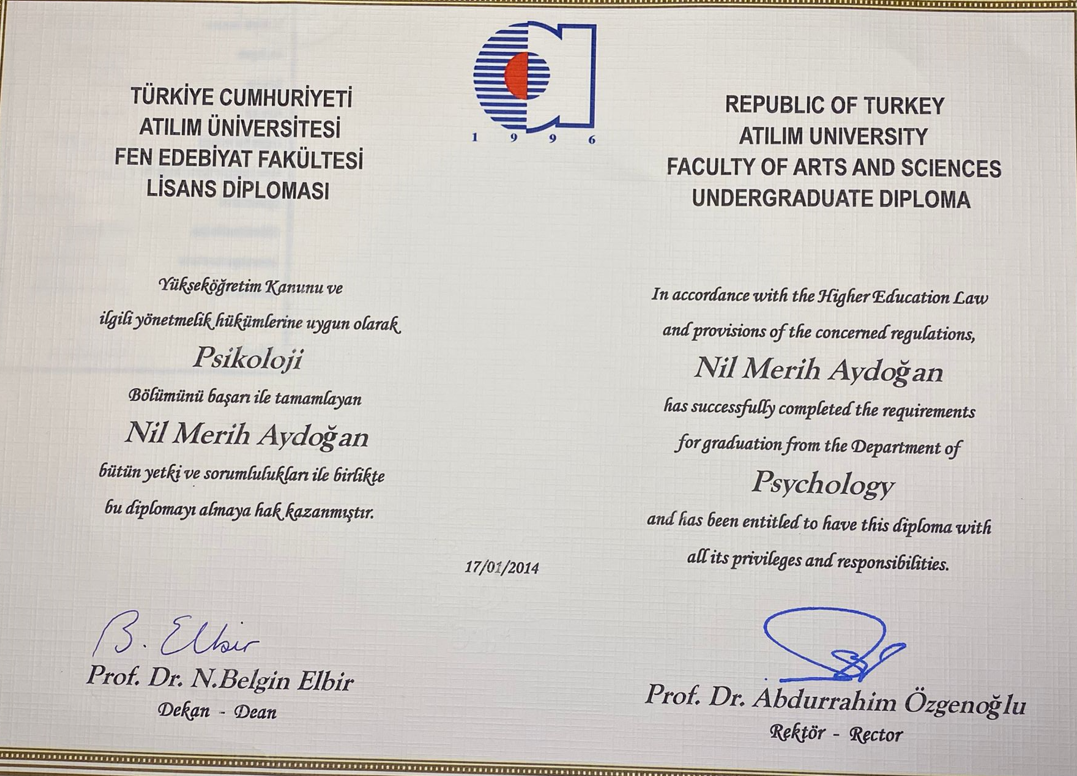 1996
TÜRKİYE CUMHURİYETİ
ATILIM ÜNİVERSİTESİ
FEN EDEBİYAT FAKÜLTESİ
LİSANS DİPLOMASI
Yükseköğretim Kanunu ve
ilgili yönetmelik hükümlerine uygun olarak
Psikoloji
Bölümünü başarı ile tamamlayan
Nil Merih Aydoğan
bütün yetki ve sorumlulukları ile birlikte
bu diplomayı almaya hak kazanmıştır.
REPUBLIC OF TURKEY
ATILIM UNIVERSITY
FACULTY OF ARTS AND SCIENCES
UNDERGRADUATE DIPLOMA
In accordance with the Higher Education Law
and provisions of the concerned regulations,
Nil Merih Aydoğan
has successfully completed the requirements
for graduation from the Department of
Psychology
and has been entitled to have this diploma with
all its privileges and responsibilities.
17/01/2014
B. Elbir
Prof. Dr. N.Belgin Elbir
Dekan - Dean
Prof. Dr. Abdurrahim Özgenoğlu
Rektör - Rector